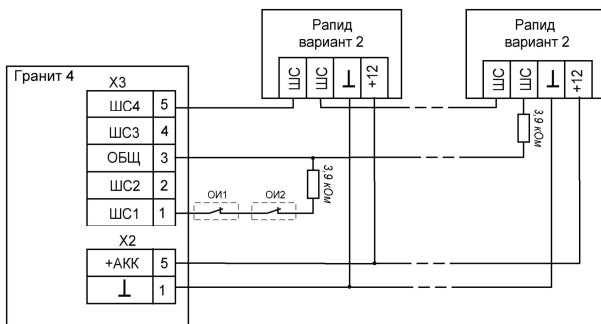 Рапид
вариант 2
ШС ШС ⊥ +12
Рапид
вариант 2
ШС ШС ⊥ +12
Гранит 4
X3
ШС4 5
ШС3 4
ОБЩ 3
ШС2 2
ШС1 1
3,9 кОм
3,9 кОм
ОИ1 ОИ2
X2
+АКК 5
⊥ 1